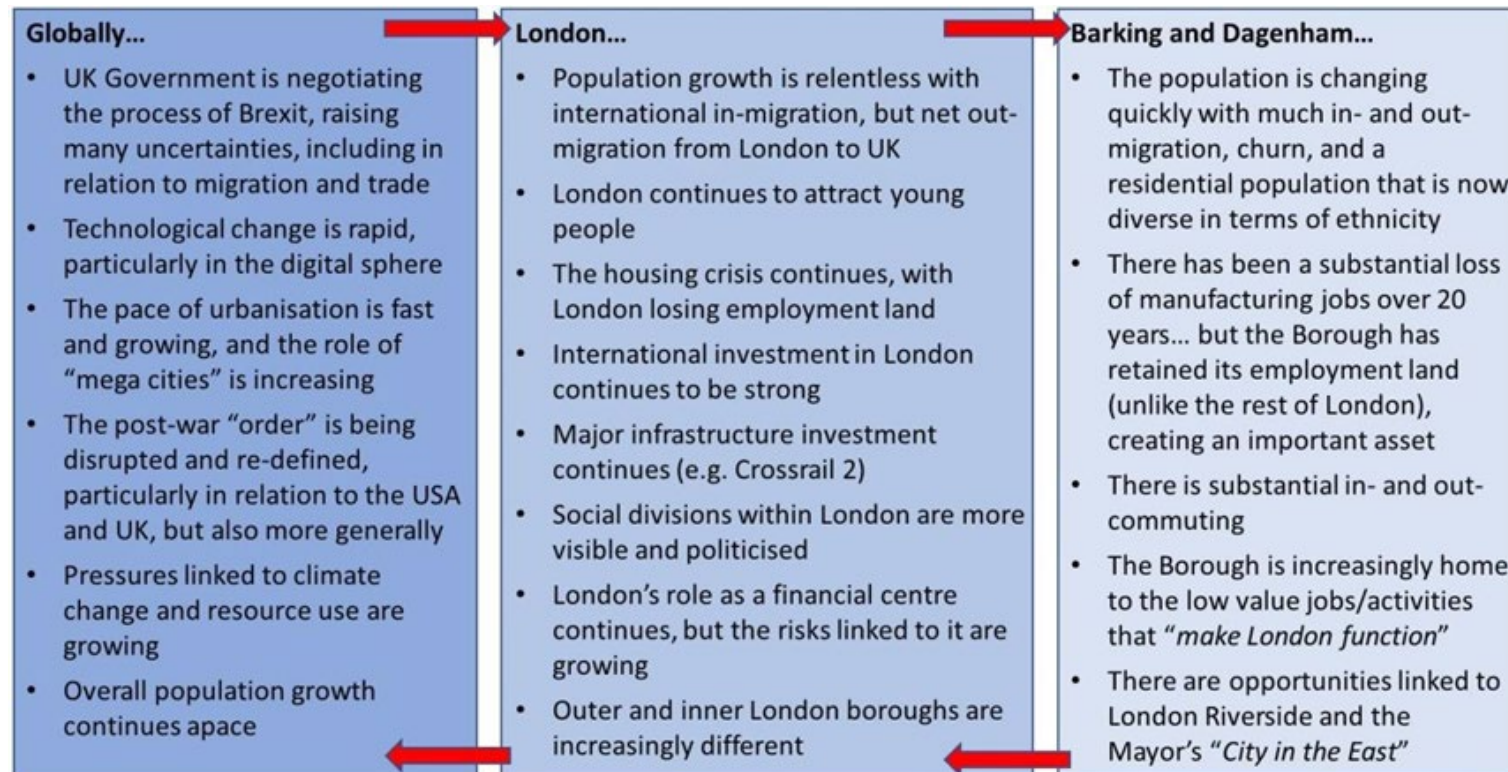 Globally…
• UK Government is negotiating
the process of Brexit, raising
many uncertainties, including in
relation to migration and trade
• Technological change is rapid,
particularly in the digital sphere
• The pace of urbanisation is fast
and growing, and the role of
“mega cities” is increasing
• The post-war “order” is being
disrupted and re-defined,
particularly in relation to the USA
and UK, but also more generally
• Pressures linked to climate
change and resource use are
growing
• Overall population growth
continues apace
London…
• Population growth is relentless with
international in-migration, but net out-
migration from London to UK
• London continues to attract young
people
• The housing crisis continues, with
London losing employment land
• International investment in London
continues to be strong
• Major infrastructure investment
continues (e.g. Crossrail 2)
• Social divisions within London are more
visible and politicised
• London’s role as a financial centre
continues, but the risks linked to it are
growing
• Outer and inner London boroughs are
increasingly different
Barking and Dagenham…
• The population is changing
quickly with much in- and out-
migration, churn, and a
residential population that is now
diverse in terms of ethnicity
• There has been a substantial loss
of manufacturing jobs over 20
years… but the Borough has
retained its employment land
(unlike the rest of London),
creating an important asset
• There is substantial in- and out-
commuting
• The Borough is increasingly home
to the low value jobs/activities
that “make London function”
• There are opportunities linked to
London Riverside and the
Mayor’s “City in the East”